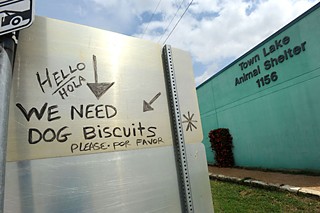 HELLO
HOLA
WE NEED
DOG BiscuiTs
PLEASE · POR FAVOR
Town Lake
Animal Shelter
1156